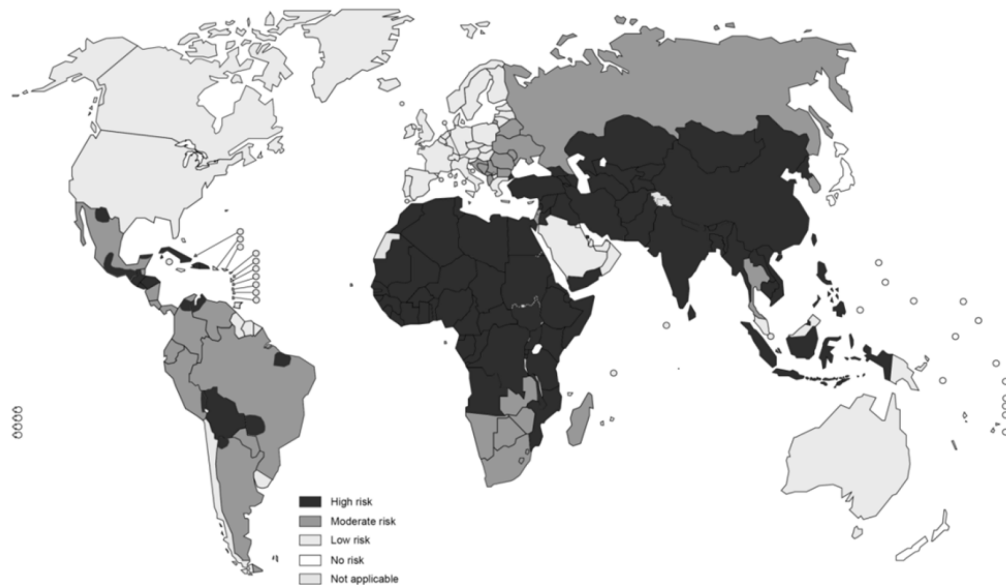 High risk
Moderate risk
Low risk
No risk
Not applicable